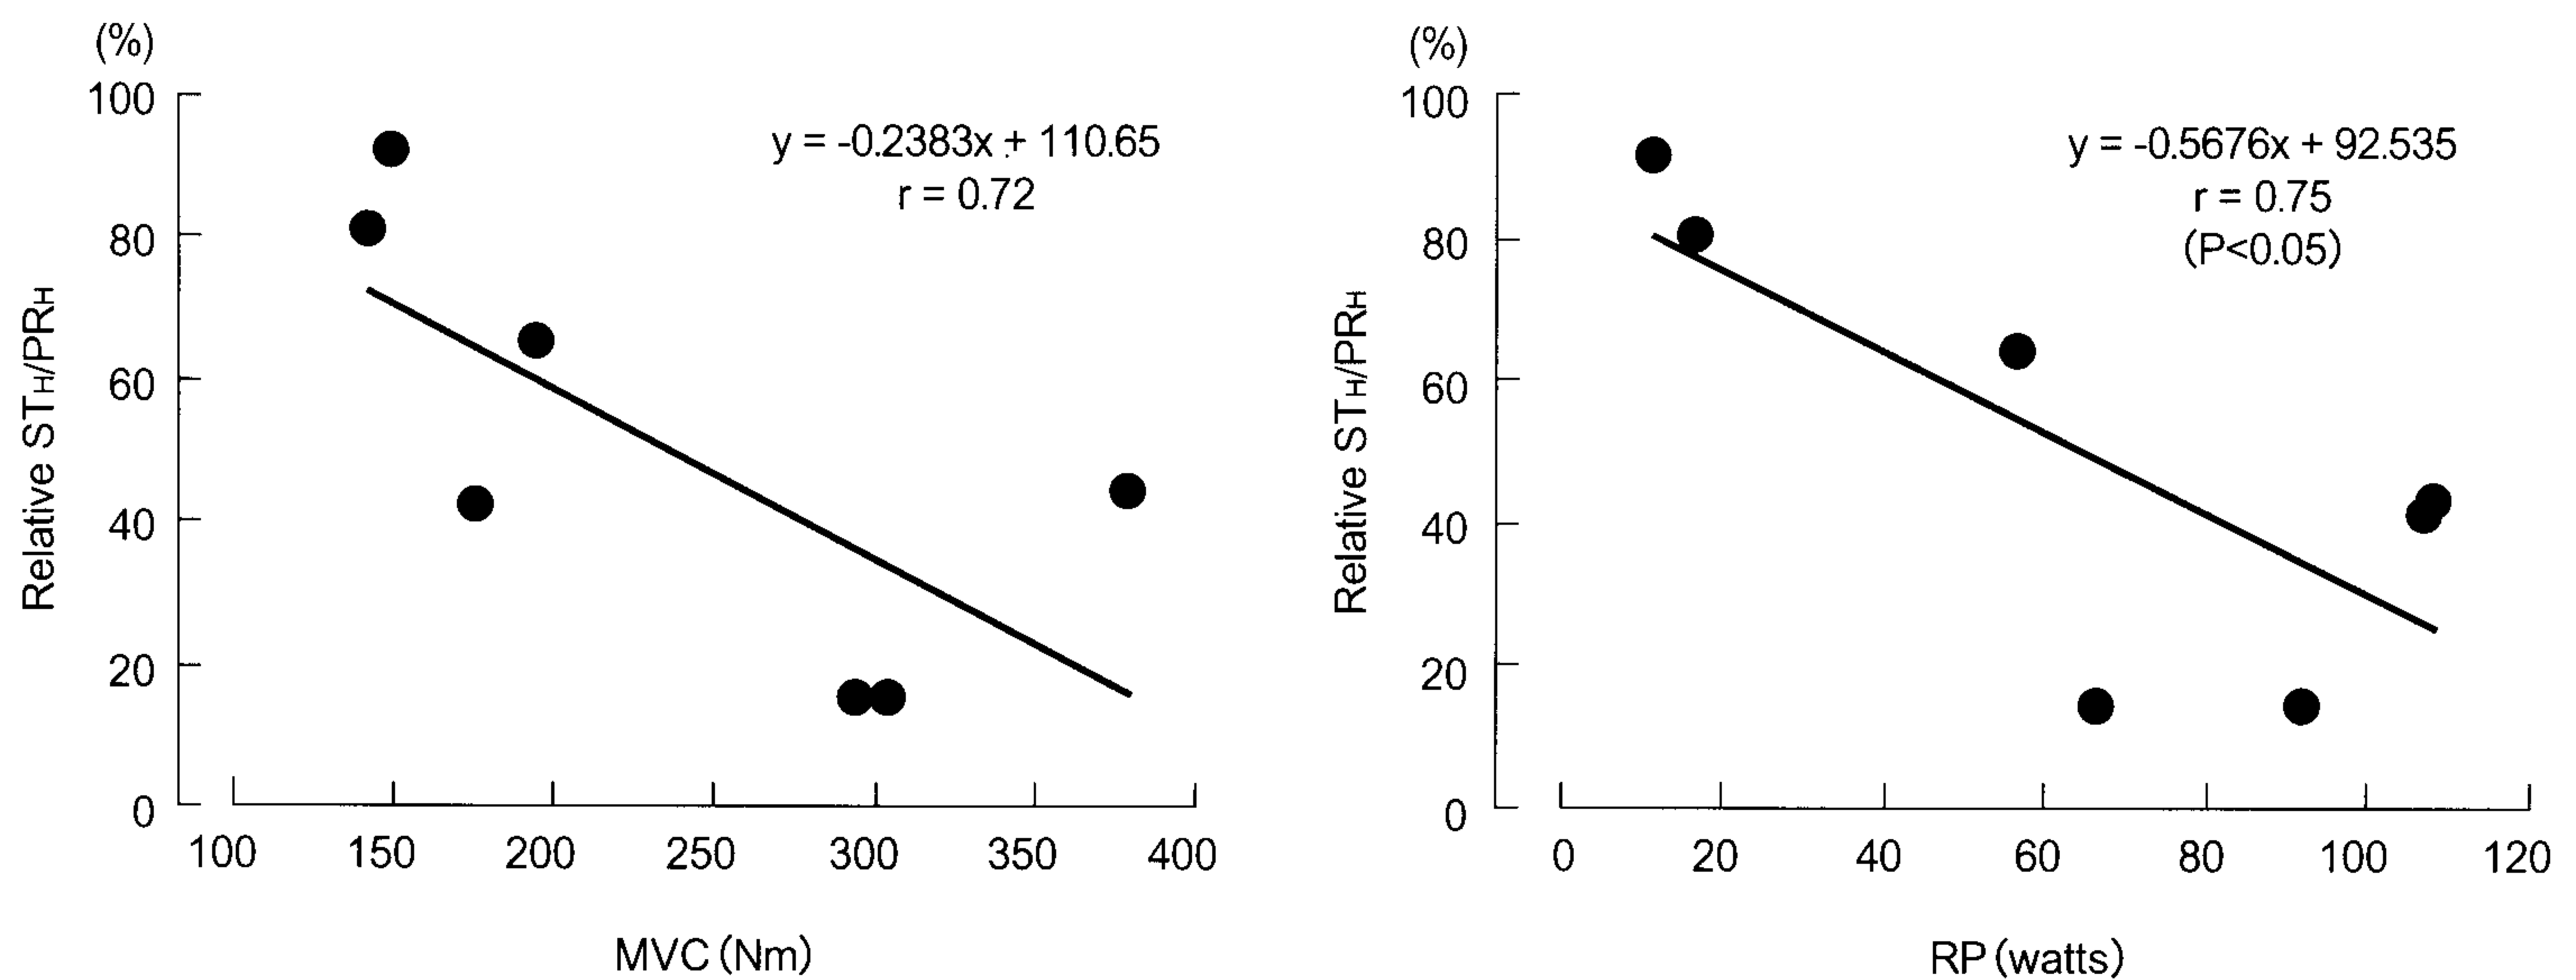 (%)
100
80
60
40
20
0
Relative STH/PRH
y = -0.2383x + 110.65
r = 0.72
100 150 200 250 300 350 400
MVC (Nm)
(%)
100
80
60
40
20
0
Relative STH/PRH
y = -0.5676x + 92.535
r = 0.75
(P<0.05)
0 20 40 60 80 100 120
RP (watts)